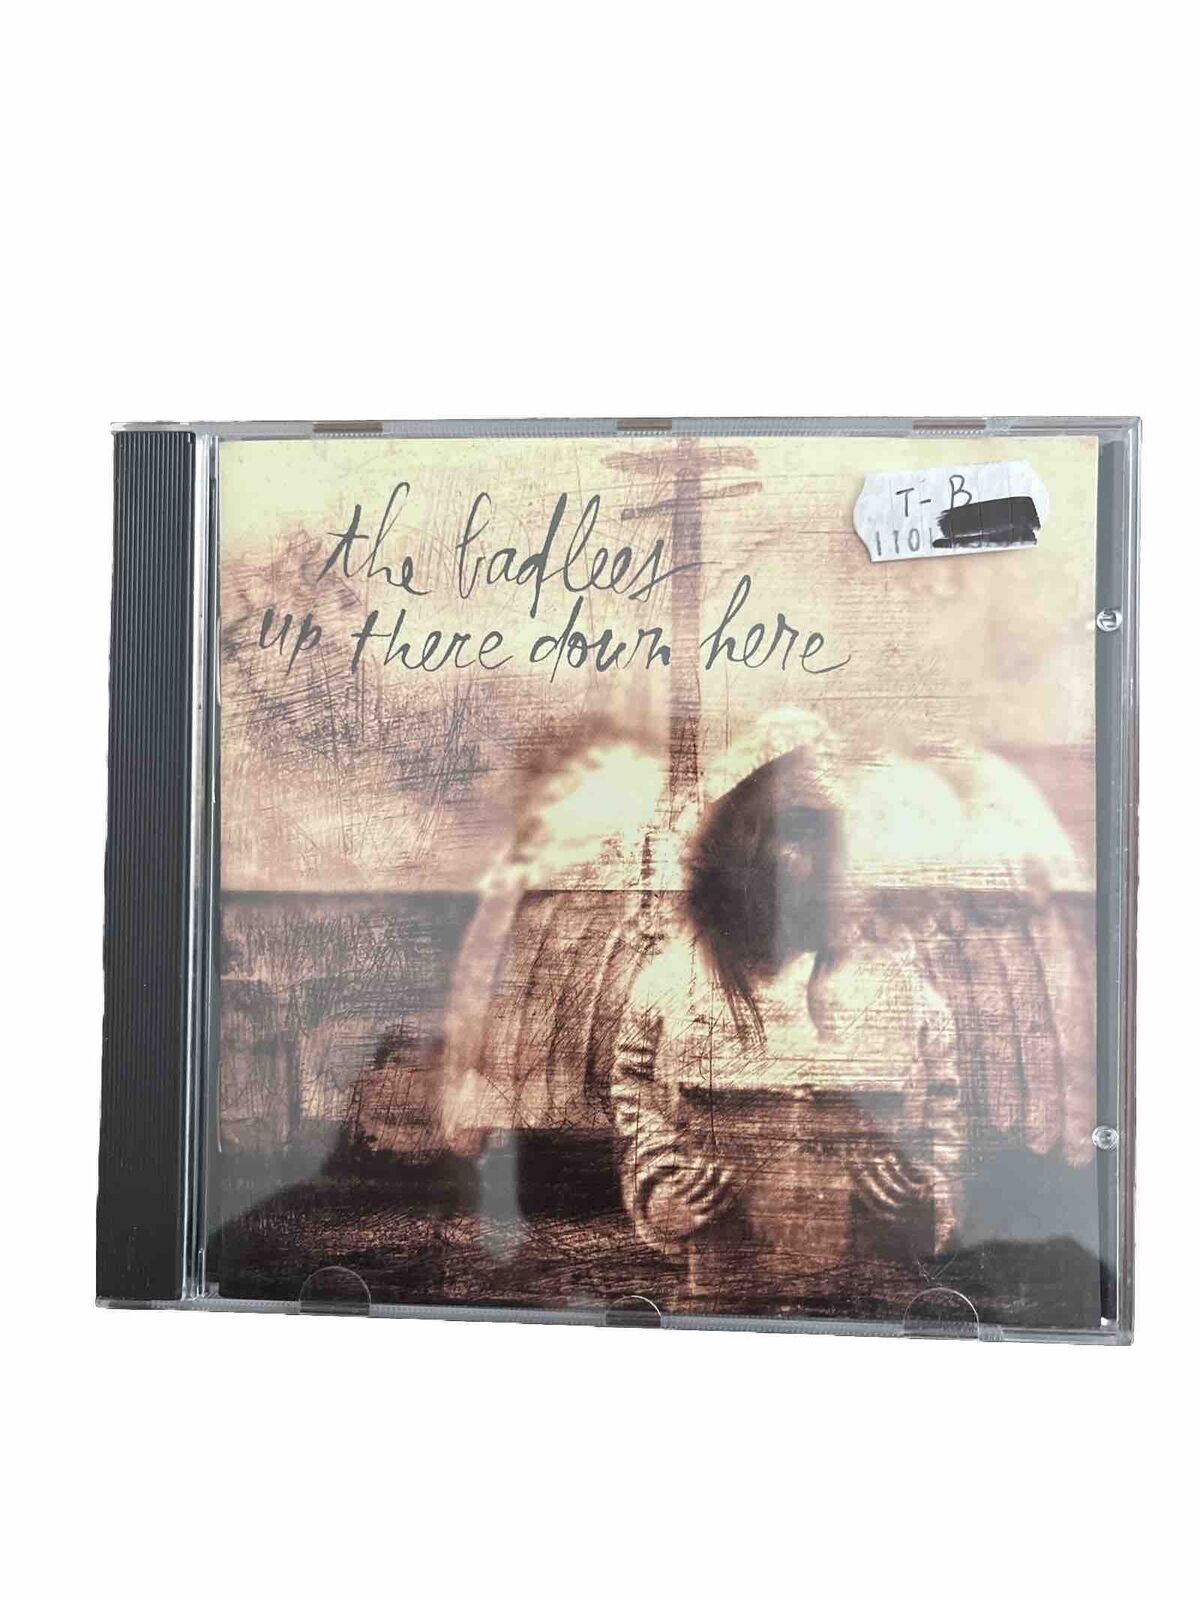 the badlees
up there down here
T-B